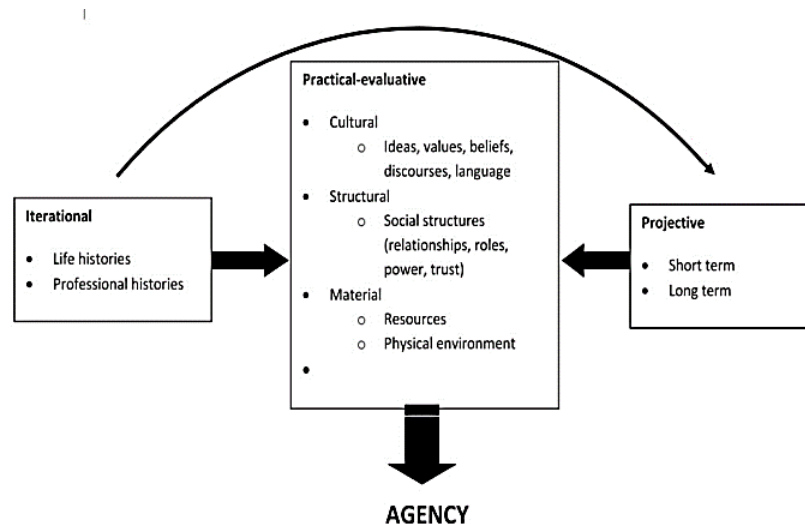 Practical-evaluative
• Cultural
o Ideas, values, beliefs,
discourses, language
• Structural
o Social structures
(relationships, roles,
power, trust)
• Material
o Resources
o Physical environment
•
Iterational
• Life histories
• Professional histories
Projective
• Short term
• Long term
AGENCY